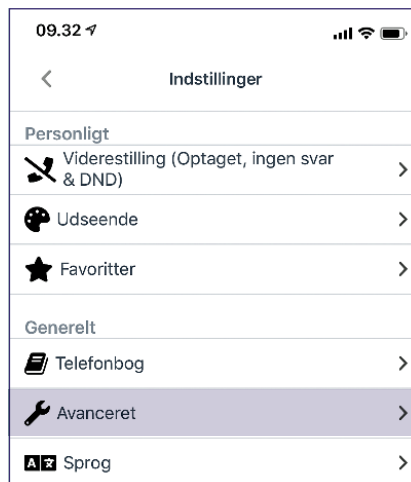 09.32
Indstillinger
Personligt
Viderestilling (Optaget, ingen svar
& DND)
Udseende
Favoritter
Generelt
Telefonbog
Avanceret
Sprog